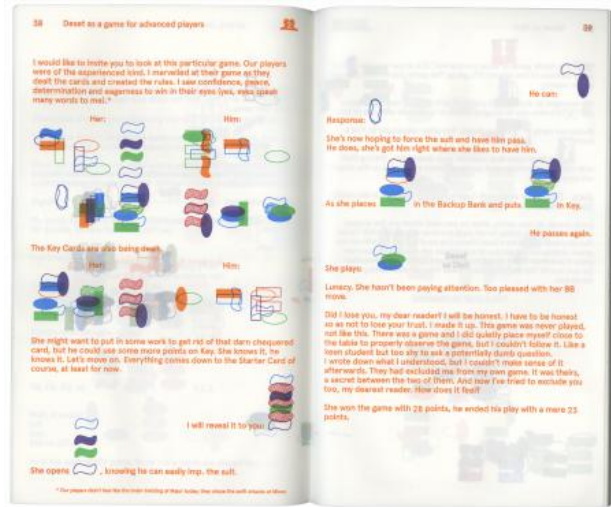 58 Deset as a game for advanced players
I would like to invite you to look at this particular game. Our players
were of the experienced kind. I marvelled at their game as they
dealt the cards and created the rules. I saw confidence, peace,
determination and eagerness to win in their eyes (yes, eyes speak
many words to me).*
Her: Him:
The Key Cards are also being dealt.
Her: Him:
She might want to put in some work to get rid of that darn chequered
card, but he could use some more points on Key. She knows it, he
knows it. Let's move on. Everything comes down to the Starter Card of
course, at least for now.
I will reveal it to you:
She opens , knowing he can easily imp. the suit.
59
He can:
Response:
She's now hoping to force the suit and have him pass.
He does, she's got him right where she likes to have him.
As she places in the Backup Bank and puts in Key.
He passes again.
She plays:
Lunacy. She hasn't been paying attention. Too pleased with her BB
move.
Did I lose you, my dear reader? I will be honest. I have to be honest
so as not to lose your trust. I made it up. This game was never played,
not like this. There was a game and I did quietly place myself close to
the table to properly observe the game, but I couldn't follow it. Like a
keen student but too shy to ask a potentially dumb question.
I wrote down what I understood, but I couldn't make sense of it
afterwards. They had excluded me from my own game. It was theirs,
a secret between the two of them. And now I've tried to exclude you
too, my dearest reader. How does it feel?
She won the game with 28 points, he ended his play with a mere 23
points.